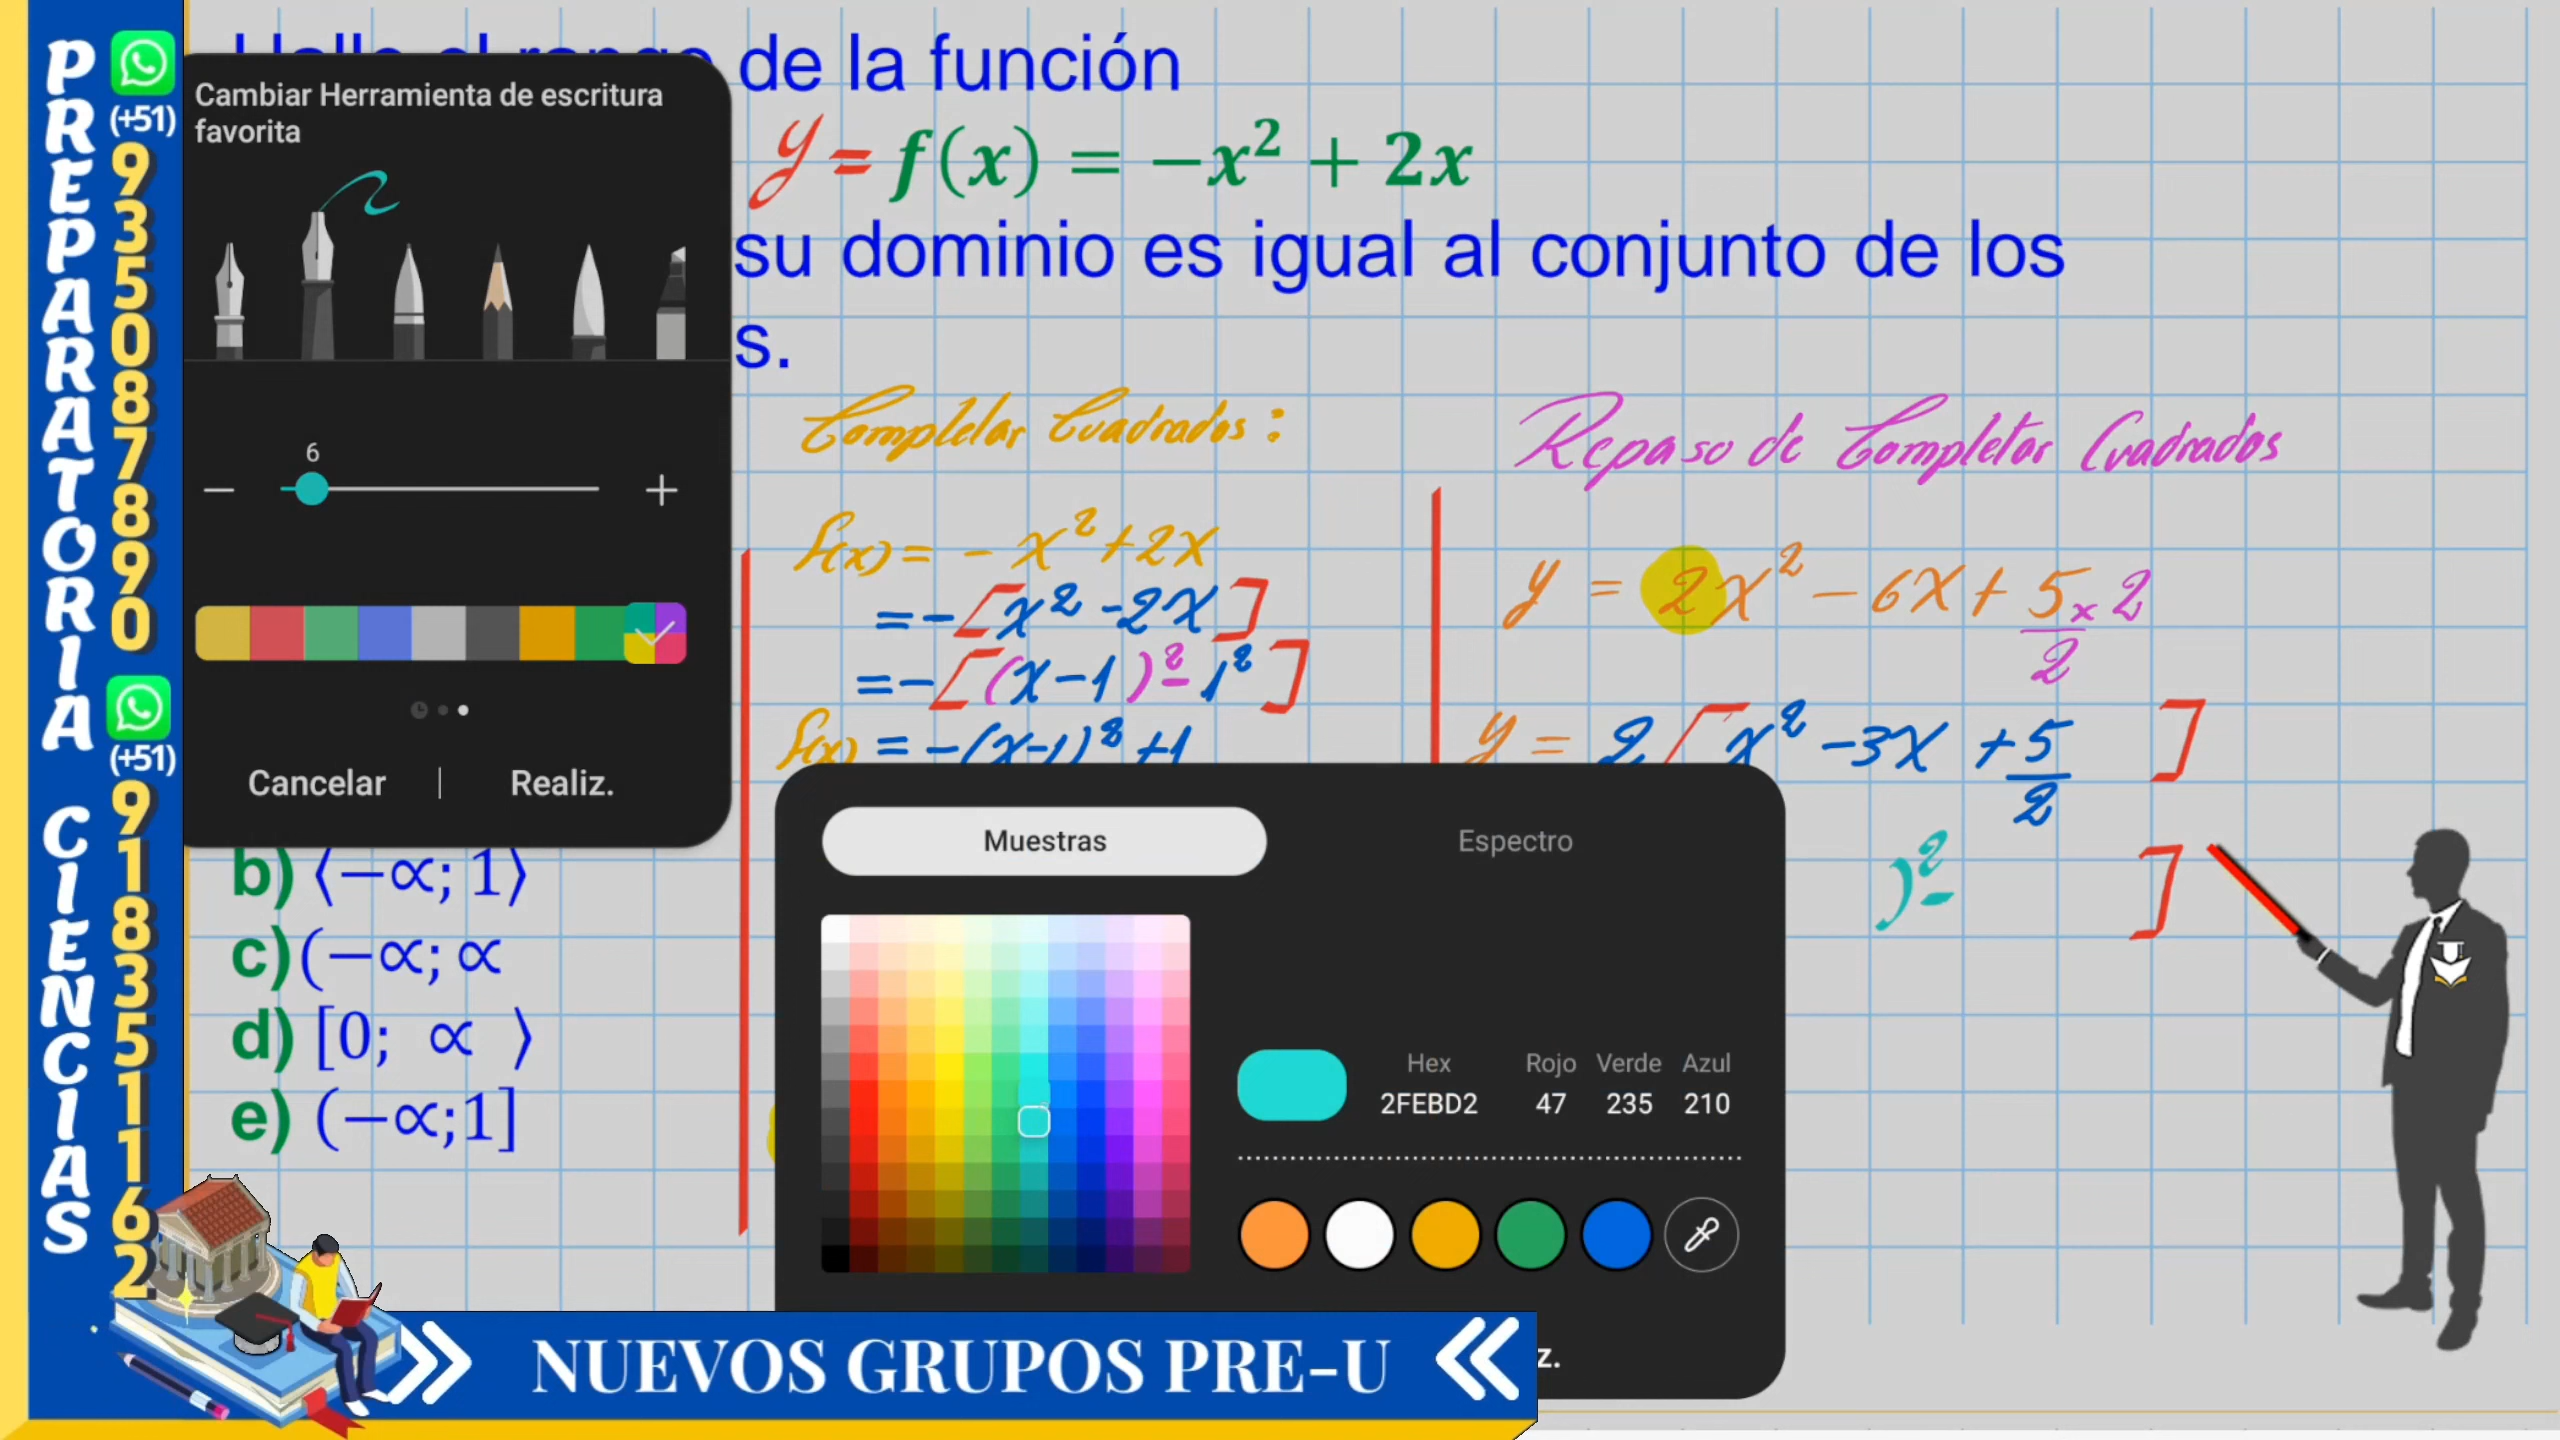 PREPARATORIA CIENCIAS
(+51)
935087890
(+51)
918351162
de la función
y = f(x) = −x² + 2x
su dominio es igual al conjunto de los
s.
Cambiar Herramienta de escritura
favorita
6
Cancelar | Realiz.
Completar Cuadrados:
f(x) = - x² + 2x
= - [x² - 2x]
= - [(x - 1)² - 1²]
f(x) = -(x-1)² + 1
Repaso de Completar Cuadrados
y = 2x² - 6x + 5 x 2
2
y = 2 [x² - 3x + 5
2
]
)² -
]
b) ⟨−∝; 1⟩
c) (−∝; ∝
d) [0; ∝ ⟩
e) (−∝;1]
Muestras
Espectro
Hex Rojo Verde Azul
2FEBD2 47 235 210
z.
NUEVOS GRUPOS PRE-U